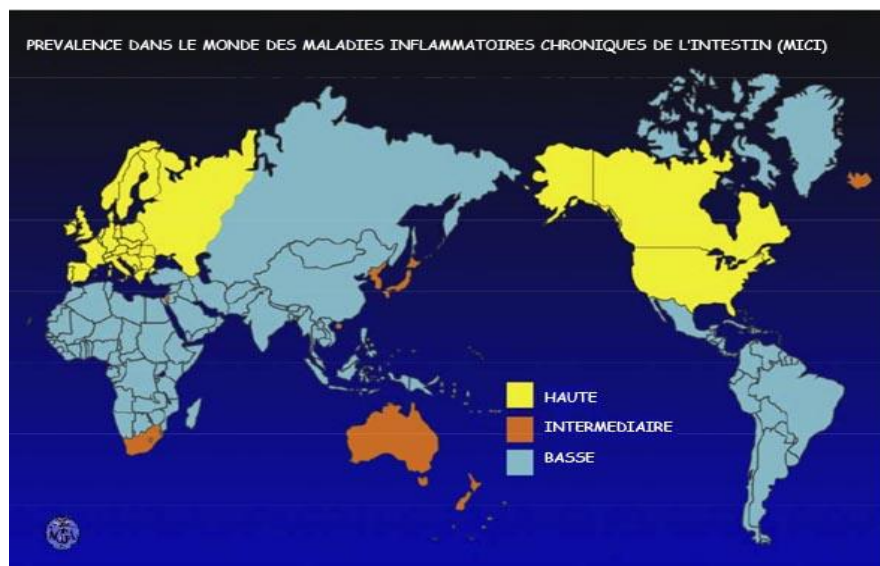 PREVALENCE DANS LE MONDE DES MALADIES INFLAMMATOIRES CHRONIQUES DE L'INTESTIN (MICI)
HAUTE
INTERMEDIAIRE
BASSE